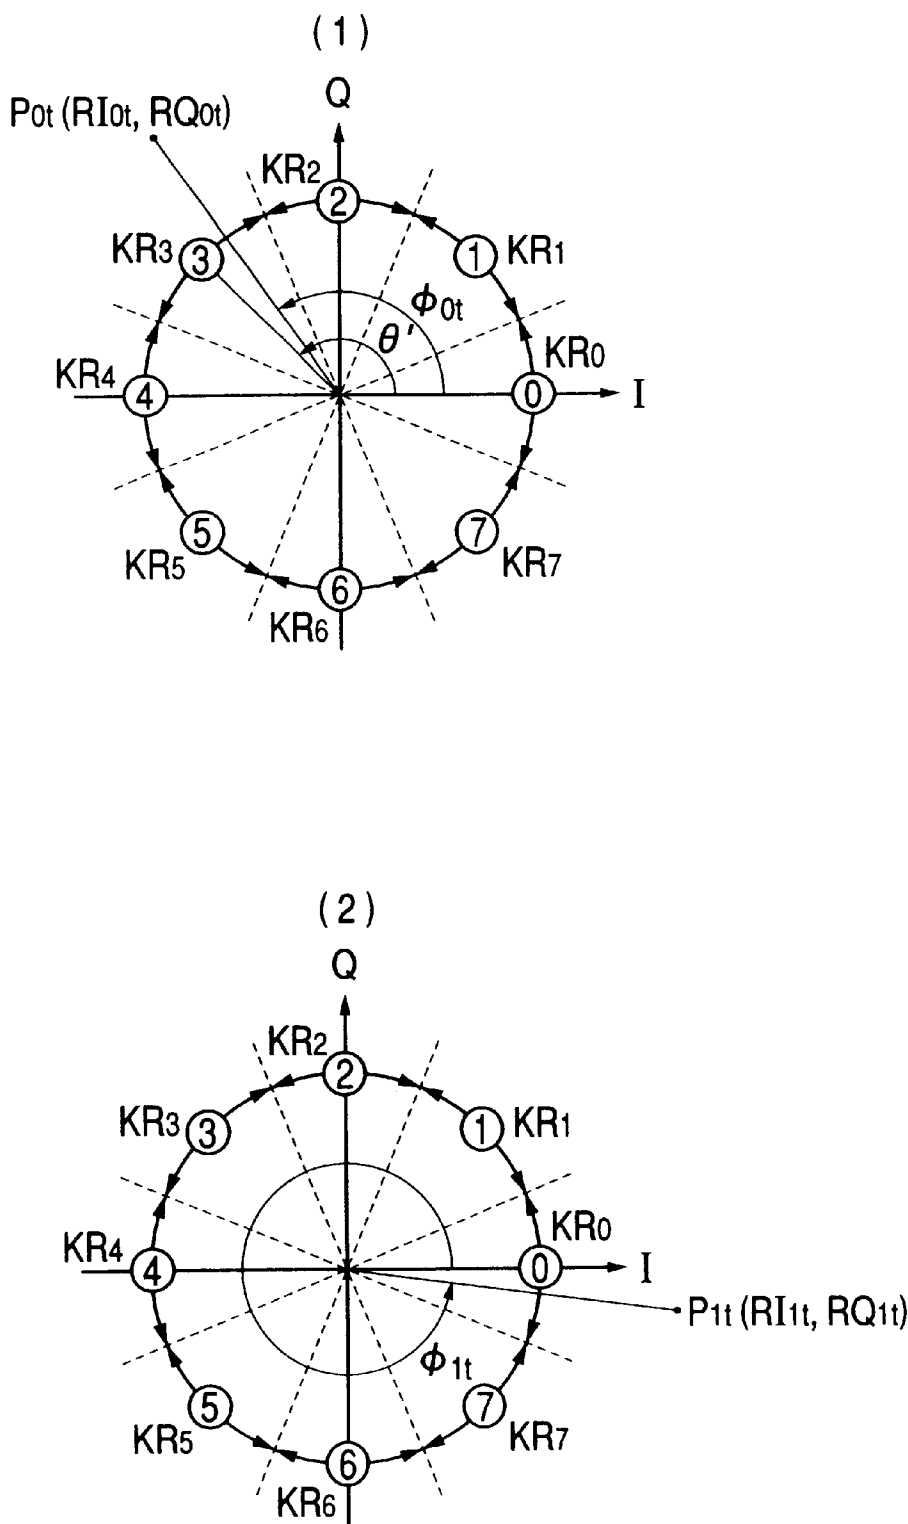 (1)
Q
P0t (RI0t, RQ0t)
KR2
2
KR3
3
1
KR1
ϕ0t
θ′
KR0
KR4
4
0
I
5
7
KR5
6
KR7
KR6
(2)
Q
KR2
2
KR3
3
1
KR1
KR0
KR4
4
0
I
P1t (RI1t, RQ1t)
ϕ1t
5
7
KR5
KR7
6
KR6